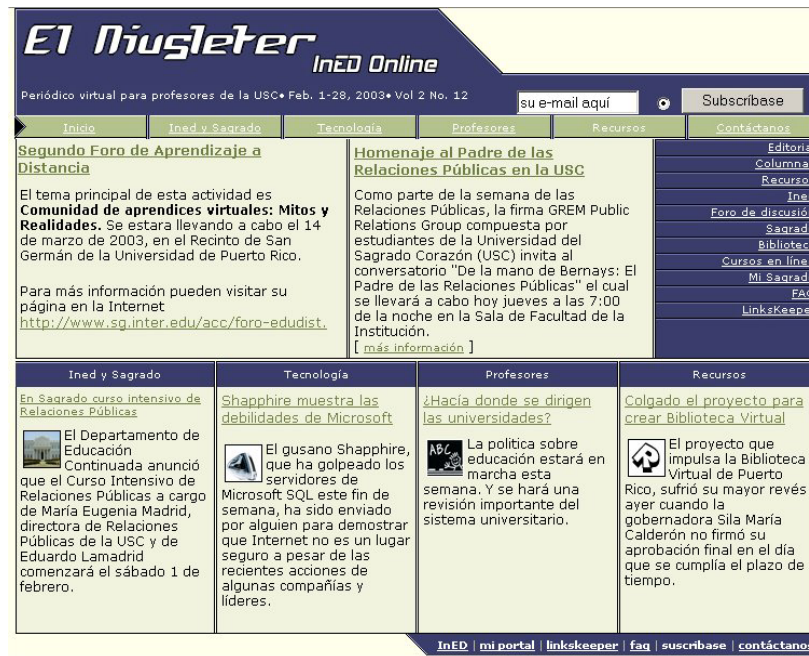 El Niusleter
InED Online
Periódico virtual para profesores de la USC• Feb. 1-28, 2003• Vol 2 No. 12
su e-mail aquí
Subscríbase
Inicio
Ined y Sagrado
Tecnología
Profesores
Recursos
Contáctanos
Segundo Foro de Aprendizaje a
Distancia
El tema principal de esta actividad es
Comunidad de aprendices virtuales: Mitos y
Realidades. Se estara llevando a cabo el 14
de marzo de 2003, en el Recinto de San
Germán de la Universidad de Puerto Rico.
Para más información pueden visitar su
página en la Internet
http://www.sg.inter.edu/acc/foro-edudist.
Homenaje al Padre de las
Relaciones Públicas en la USC
Como parte de la semana de las
Relaciones Públicas, la firma GREM Public
Relations Group compuesta por
estudiantes de la Universidad del
Sagrado Corazón (USC) invita al
conversatorio "De la mano de Bernays: El
Padre de las Relaciones Públicas" el cual
se llevará a cabo hoy jueves a las 7:00
de la noche en la Sala de Facultad de la
Institución.
[ más información ]
Editoria
Columna
Recurso
Ine
Foro de discusió
Sagrad
Bibliotec
Cursos en líne
Mi Sagrad
FAQ
LinksKeepe
Ined y Sagrado
En Sagrado curso intensivo de
Relaciones Públicas
El Departamento de
Educación
Continuada anunció
que el Curso Intensivo de
Relaciones Públicas a cargo
de María Eugenia Madrid,
directora de Relaciones
Públicas de la USC y de
Eduardo Lamadrid
comenzará el sábado 1 de
febrero.
Tecnología
Shapphire muestra las
debilidades de Microsoft
El gusano Shapphire,
que ha golpeado los
servidores de
Microsoft SQL este fin de
semana, ha sido enviado
por alguien para demostrar
que Internet no es un lugar
seguro a pesar de las
recientes acciones de
algunas compañías y
líderes.
Profesores
¿Hacía donde se dirigen
las universidades?
ABC
La politica sobre
educación estará en
marcha esta
semana. Y se hará una
revisión importante del
sistema universitario.
Recursos
Colgado el proyecto para
crear Biblioteca Virtual
El proyecto que
impulsa la Biblioteca
Virtual de Puerto
Rico, sufrió su mayor revés
ayer cuando la
gobernadora Sila María
Calderón no firmó su
aprobación final en el día
que se cumplía el plazo de
tiempo.
InED | mi portal | linkskeeper | faq | suscribase | contáctano